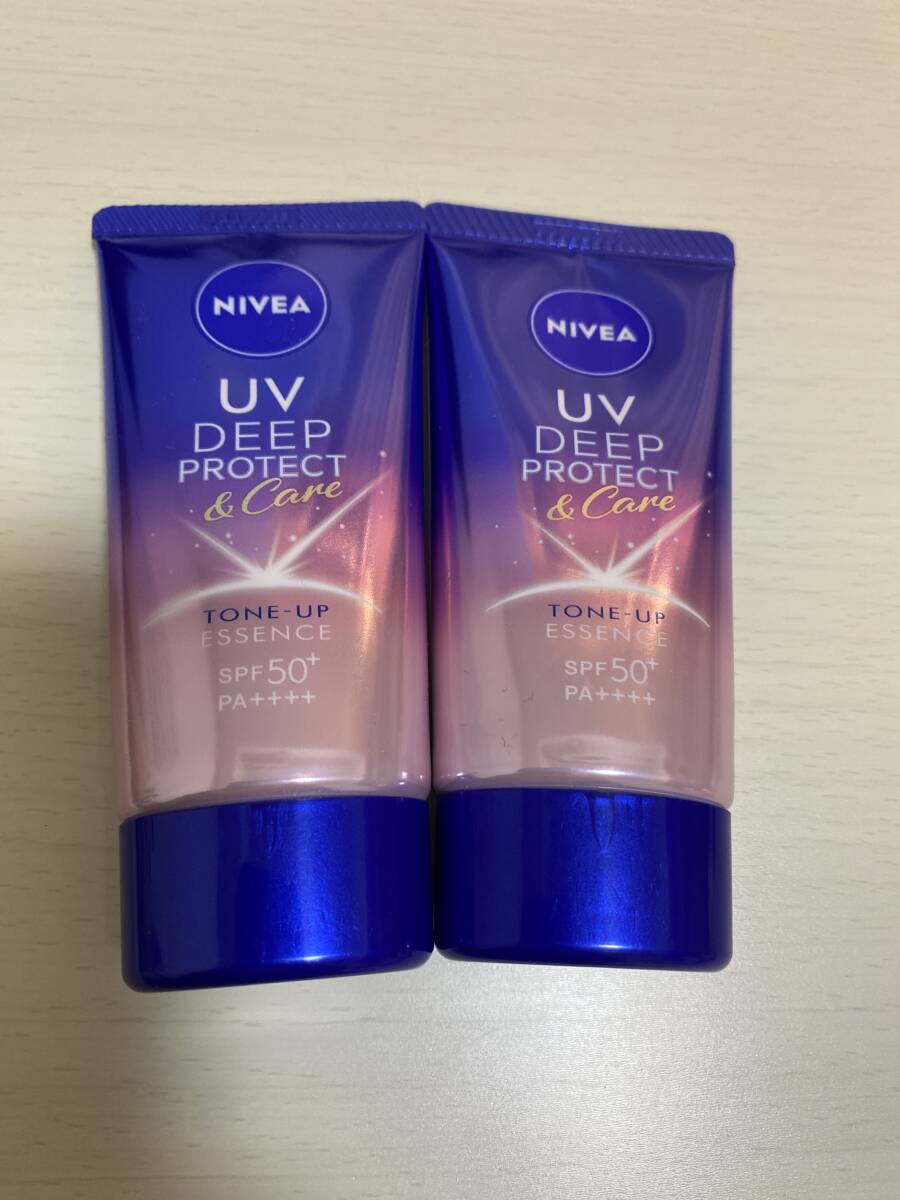 NIVEA
UV
DEEP
PROTECT
& Care
TONE-UP
ESSENCE
SPF50+
PA++++
NIVEA
UV
DEEP
PROTECT
& Care
TONE-UP
ESSENCE
SPF50+
PA++++